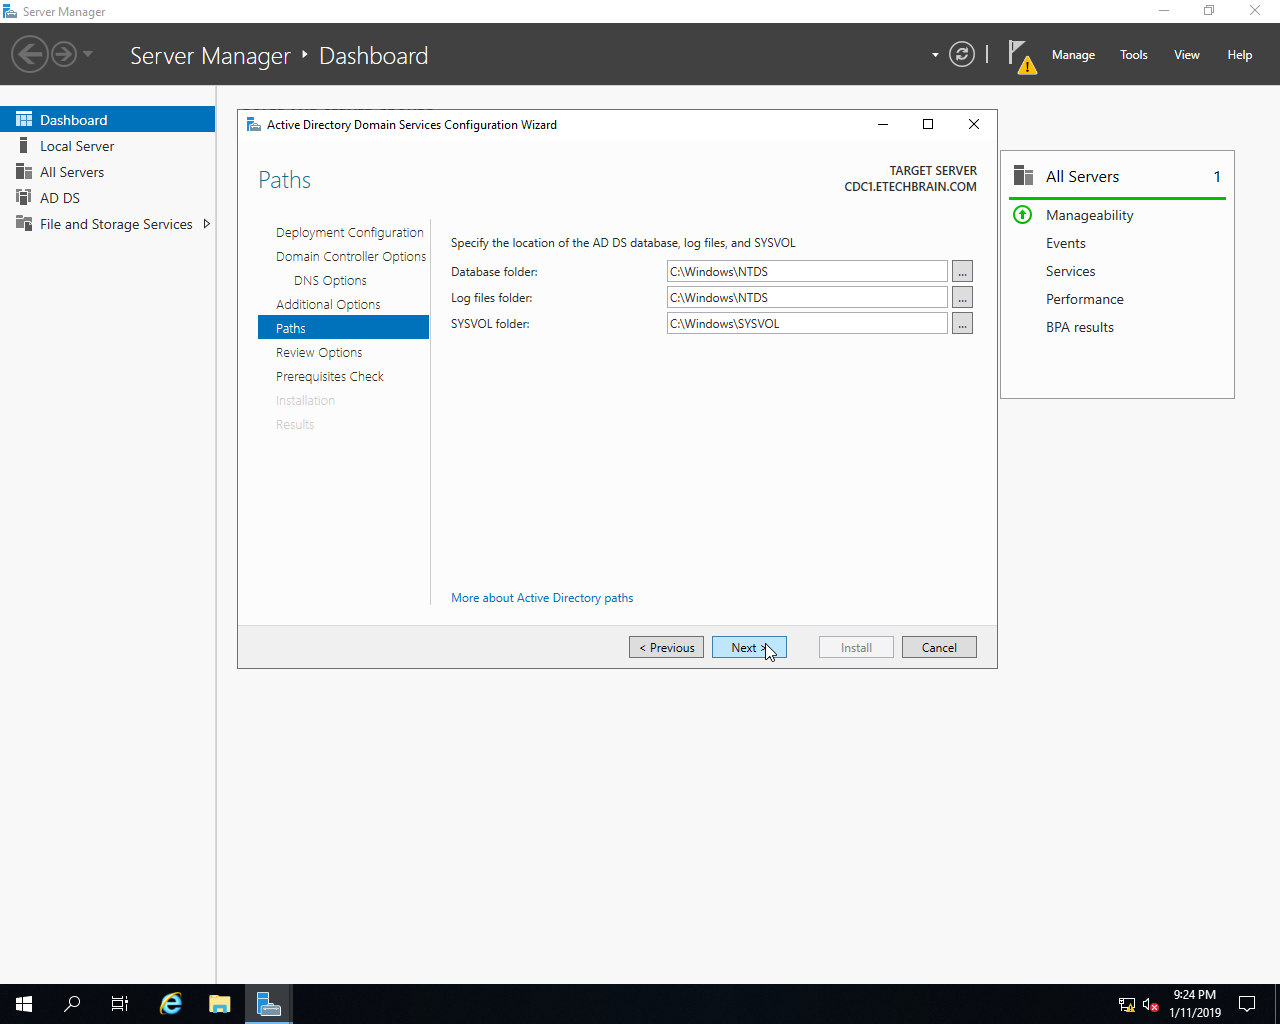 Server Manager
Server Manager ‣ Dashboard
Manage
Tools
View
Help
Dashboard
Local Server
All Servers
AD DS
File and Storage Services
Active Directory Domain Services Configuration Wizard
Paths
TARGET SERVER
CDC1.ETECHBRAIN.COM
Deployment Configuration
Domain Controller Options
DNS Options
Additional Options
Paths
Review Options
Prerequisites Check
Installation
Results
Specify the location of the AD DS database, log files, and SYSVOL
Database folder: C:\Windows\NTDS ...
Log files folder: C:\Windows\NTDS ...
SYSVOL folder: C:\Windows\SYSVOL ...
More about Active Directory paths
< Previous
Next >
Install
Cancel
All Servers 1
Manageability
Events
Services
Performance
BPA results
9:24 PM
1/11/2019